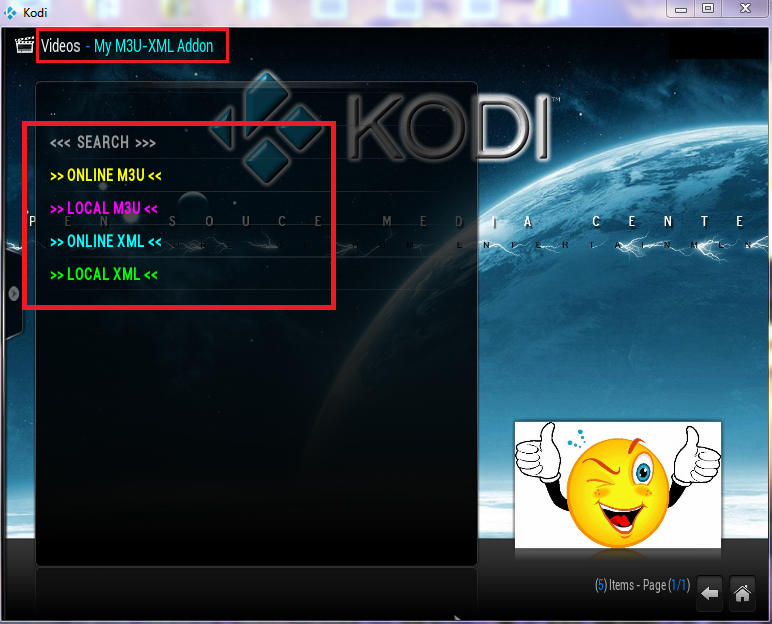 Kodi
Videos - My M3U-XML Addon
KODI™
..
<<< SEARCH >>>
>> ONLINE M3U <<
>> LOCAL M3U <<
P E N S O U C E M E D I A C E N T E
>> ONLINE XML <<
E N T E R T A I N M E N
>> LOCAL XML <<
(5) Items - Page (1/1)